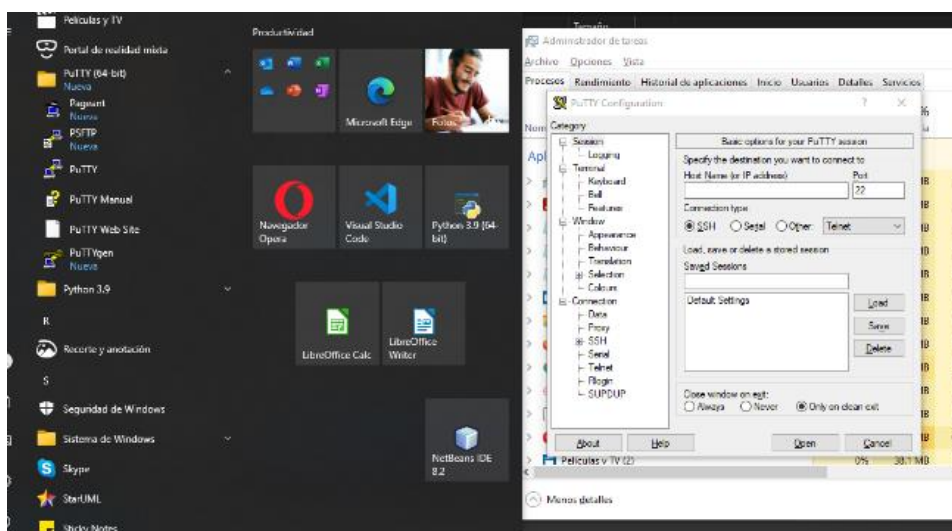 Películas y TV
Portal de realidad mixta
PuTTY (64-bit)
Nueva
Pageant
Nueva
PSFTP
Nueva
PuTTY
PuTTY Manual
PuTTY Web Site
PuTTYgen
Nueva
Python 3.9
R
Recorte y anotación
S
Seguridad de Windows
Sistema de Windows
Skype
StarUML
Sticky Notes
Productividad
Microsoft Edge
Fotos
Navegador Opera
Visual Studio Code
Python 3.9 (64-bit)
LibreOffice Calc
LibreOffice Writer
NetBeans IDE 8.2
Tamaño
Administrador de tareas
Archivo Opciones Vista
Procesos Rendimiento Historial de aplicaciones Inicio Usuarios Detalles Servicios
PuTTY Configuration
? ×
Category
Session
Logging
Terminal
Keyboard
Bell
Features
Window
Appearance
Behaviour
Translation
Selection
Colours
Connection
Data
Proxy
SSH
Serial
Telnet
Rlogin
SUPDUP
Basic options for your PuTTY session
Specify the destination you want to connect to
Host Name (or IP address) Port
22
Connection type
SSH Serial Other: Telnet
Load, save or delete a stored session
Saved Sessions
Default Settings
Load
Save
Delete
Close window on exit:
Always Never Only on clean exit
About Help Open Cancel
Películas y TV (2) 0% 38.1 MB
Menos detalles